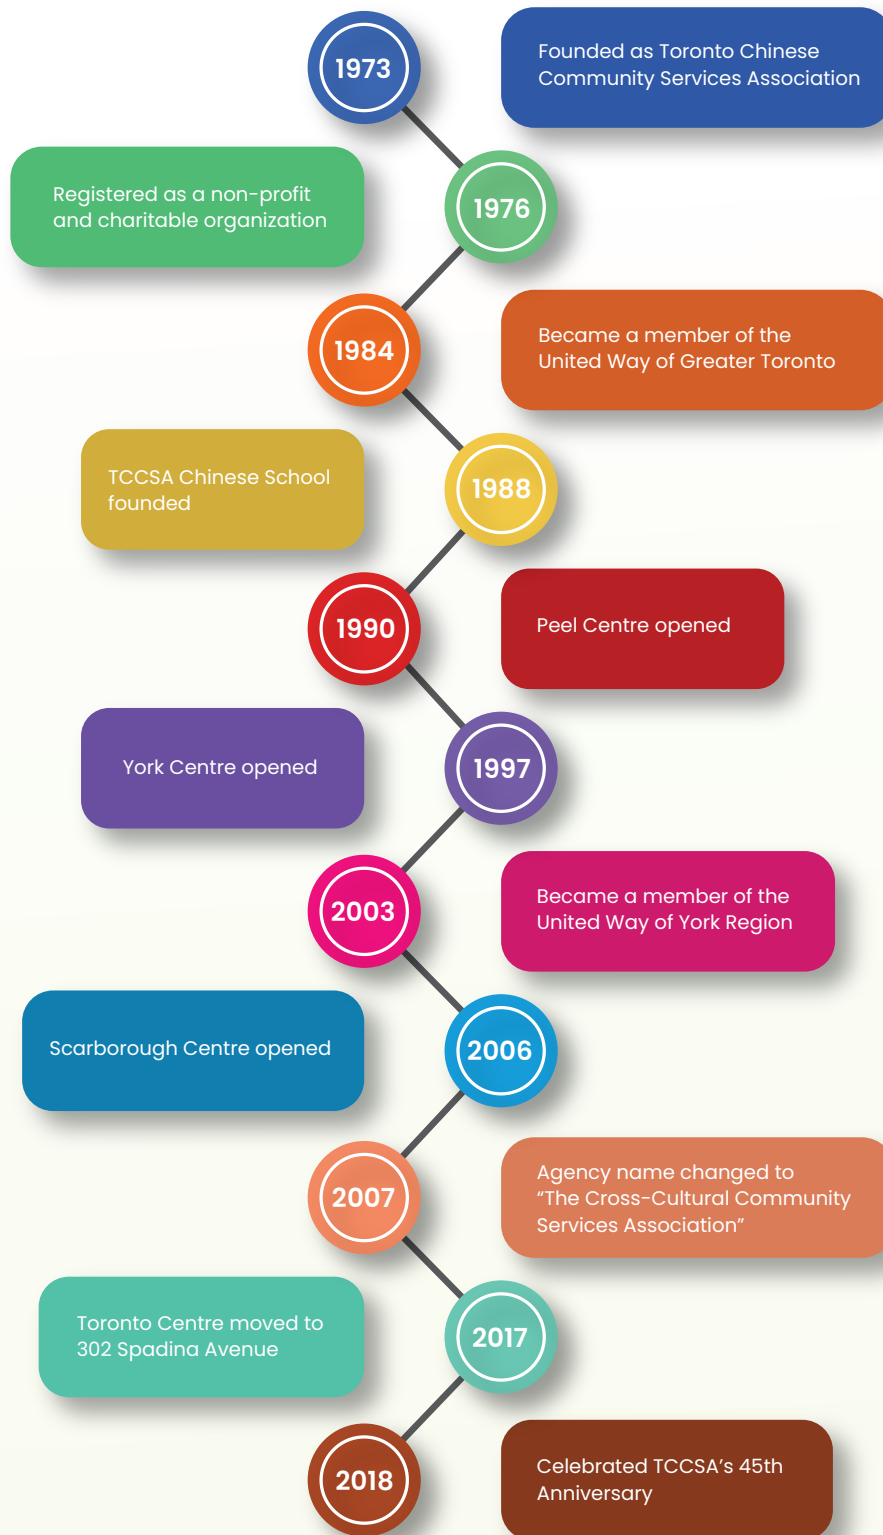 1973
Founded as Toronto Chinese
Community Services Association
Registered as a non-profit
and charitable organization
1976
1984
Became a member of the
United Way of Greater Toronto
TCCSA Chinese School
founded
1988
1990
Peel Centre opened
York Centre opened
1997
2003
Became a member of the
United Way of York Region
Scarborough Centre opened
2006
2007
Agency name changed to
“The Cross-Cultural Community
Services Association”
Toronto Centre moved to
302 Spadina Avenue
2017
2018
Celebrated TCCSA’s 45th
Anniversary